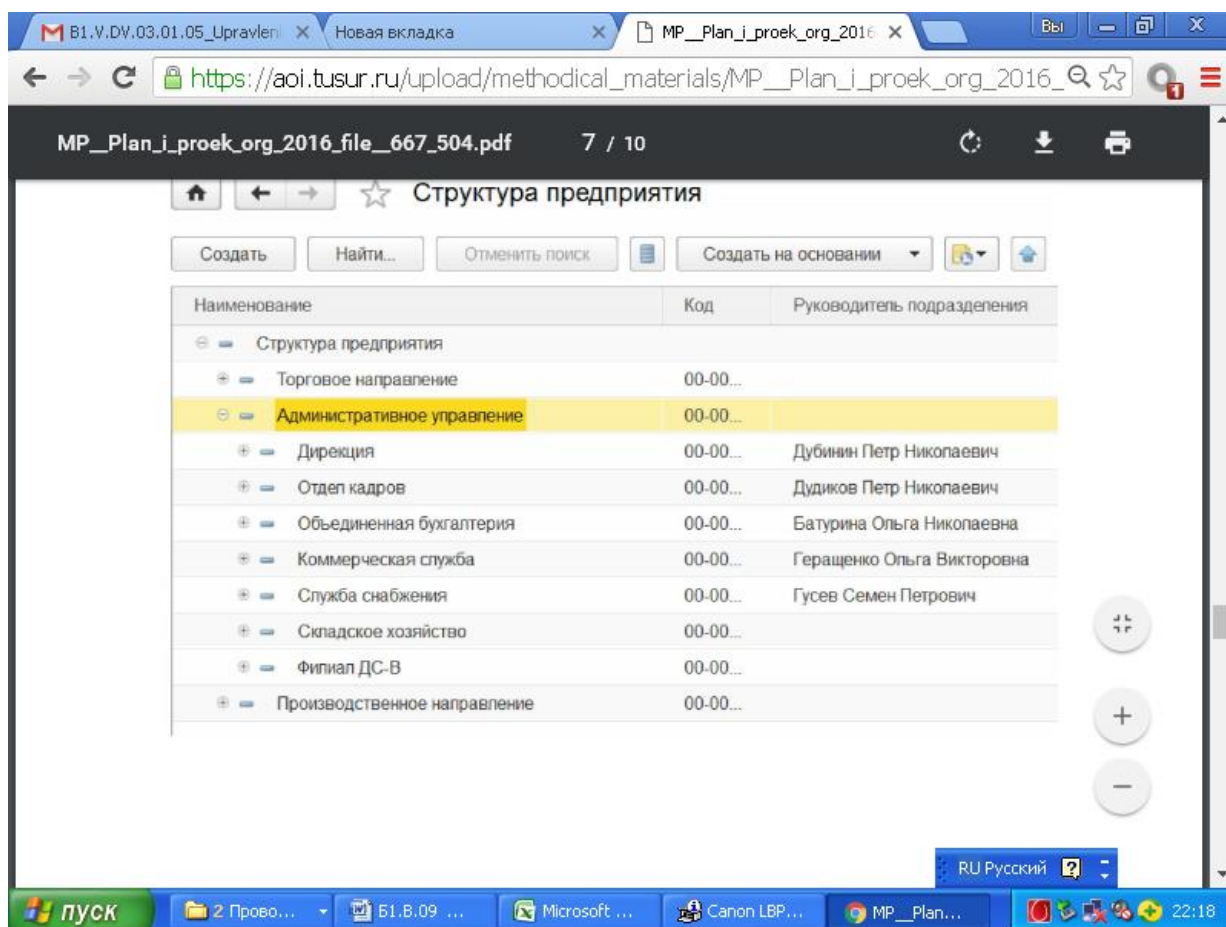 B1.V.DV.03.01.05_Upravleni
Новая вкладка
MP__Plan_i_proek_org_2016
Вы
https://aoi.tusur.ru/upload/methodical_materials/MP__Plan_i_proek_org_2016_
MP__Plan_i_proek_org_2016_file__667_504.pdf 7 / 10
Структура предприятия
Создать Найти... Отменить поиск Создать на основании
Наименование Код Руководитель подразделения
Структура предприятия
Торговое направление 00-00...
Административное управление 00-00...
Дирекция 00-00... Дубинин Петр Николаевич
Отдел кадров 00-00... Дудиков Петр Николаевич
Объединенная бухгалтерия 00-00... Батурина Ольга Николаевна
Коммерческая служба 00-00... Геращенко Ольга Викторовна
Служба снабжения 00-00... Гусев Семен Петрович
Складское хозяйство 00-00...
Филиал ДС-В 00-00...
Производственное направление 00-00...
RU Русский
пуск 2 Прово... Б1.В.09 ... Microsoft ... Canon LBP... MP__Plan... 22:18